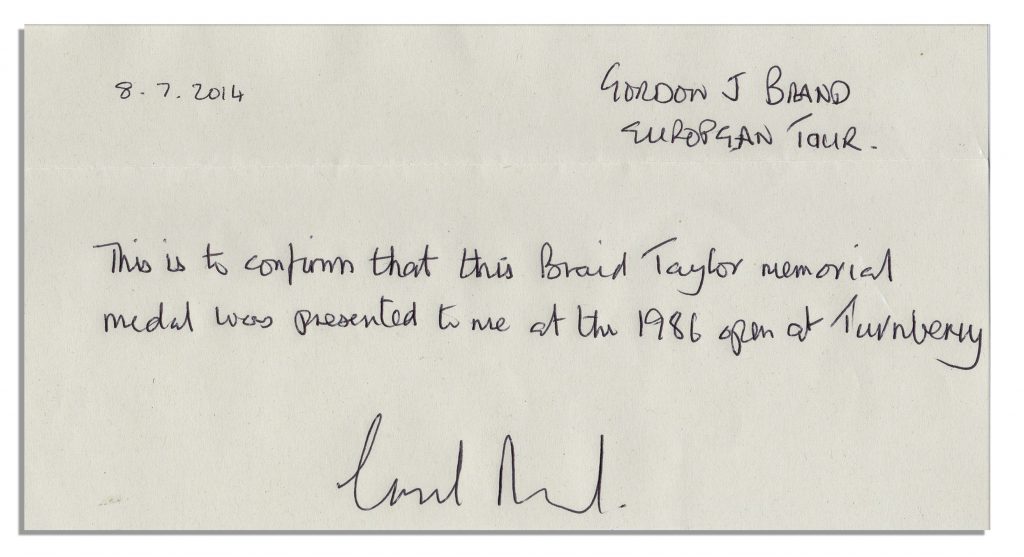 8.7.2014
GORDON J BRAND
EUROPEAN TOUR.
This is to confirm that this Braid Taylor memorial
medal was presented to me at the 1986 open at Turnberry